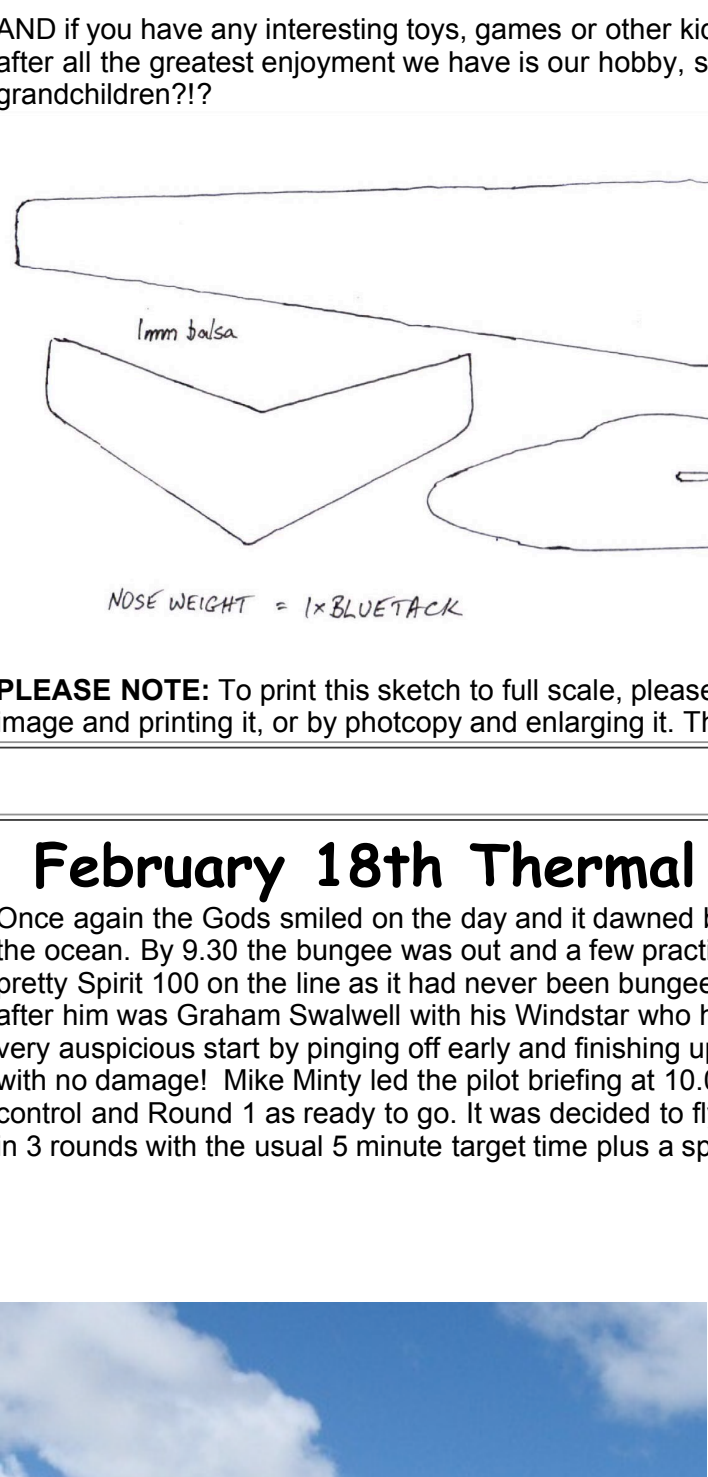 AND if you have any interesting toys, games or other kid
after all the greatest enjoyment we have is our hobby, s
grandchildren?!?
1mm balsa
NOSE WEIGHT = 1xBLUETACK
PLEASE NOTE: To print this sketch to full scale, please
image and printing it, or by photcopy and enlarging it. Th
February 18th Thermal
Once again the Gods smiled on the day and it dawned b
the ocean. By 9.30 the bungee was out and a few practi
pretty Spirit 100 on the line as it had never been bungee
after him was Graham Swalwell with his Windstar who h
very auspicious start by pinging off early and finishing up
with no damage!  Mike Minty led the pilot briefing at 10.0
control and Round 1 as ready to go. It was decided to fl
in 3 rounds with the usual 5 minute target time plus a sp